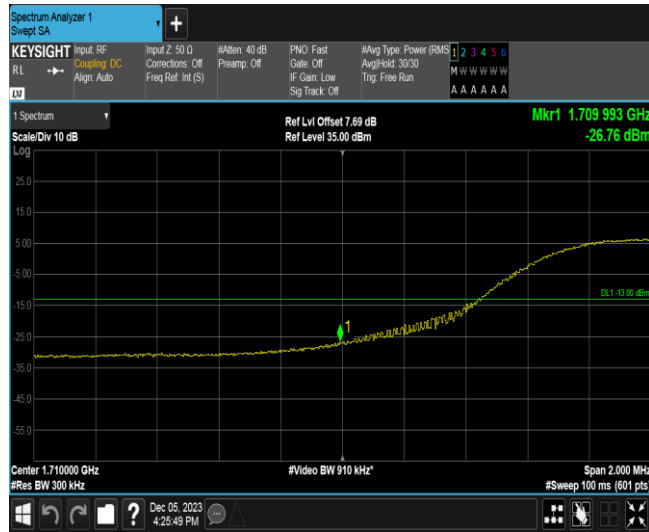 Spectrum Analyzer 1
Swept SA
+
KEYSIGHT
RL
LXI
Input: RF
Coupling: DC
Align: Auto
Input Z: 50 Ω
Corrections: Off
Freq Ref: Int (S)
#Atten: 40 dB
Preamp: Off
PNO: Fast
Gate: Off
IF Gain: Low
Sig Track: Off
#Avg Type: Power (RMS
Avg|Hold: 30/30
Trig: Free Run
1 2 3 4 5 6
M W W W W W
A A A A A A
1 Spectrum
Scale/Div 10 dB
Ref Lvl Offset 7.69 dB
Ref Level 35.00 dBm
Mkr1 1.709 993 GHz
-26.76 dBm
Log
25.0
15.0
5.00
-5.00
-15.0
-25.0
-35.0
-45.0
-55.0
DL1 -13.00 dBm
1
Center 1.710000 GHz
#Res BW 300 kHz
#Video BW 910 kHz*
Span 2.000 MHz
#Sweep 100 ms (601 pts)
?
Dec 05, 2023
4:25:49 PM